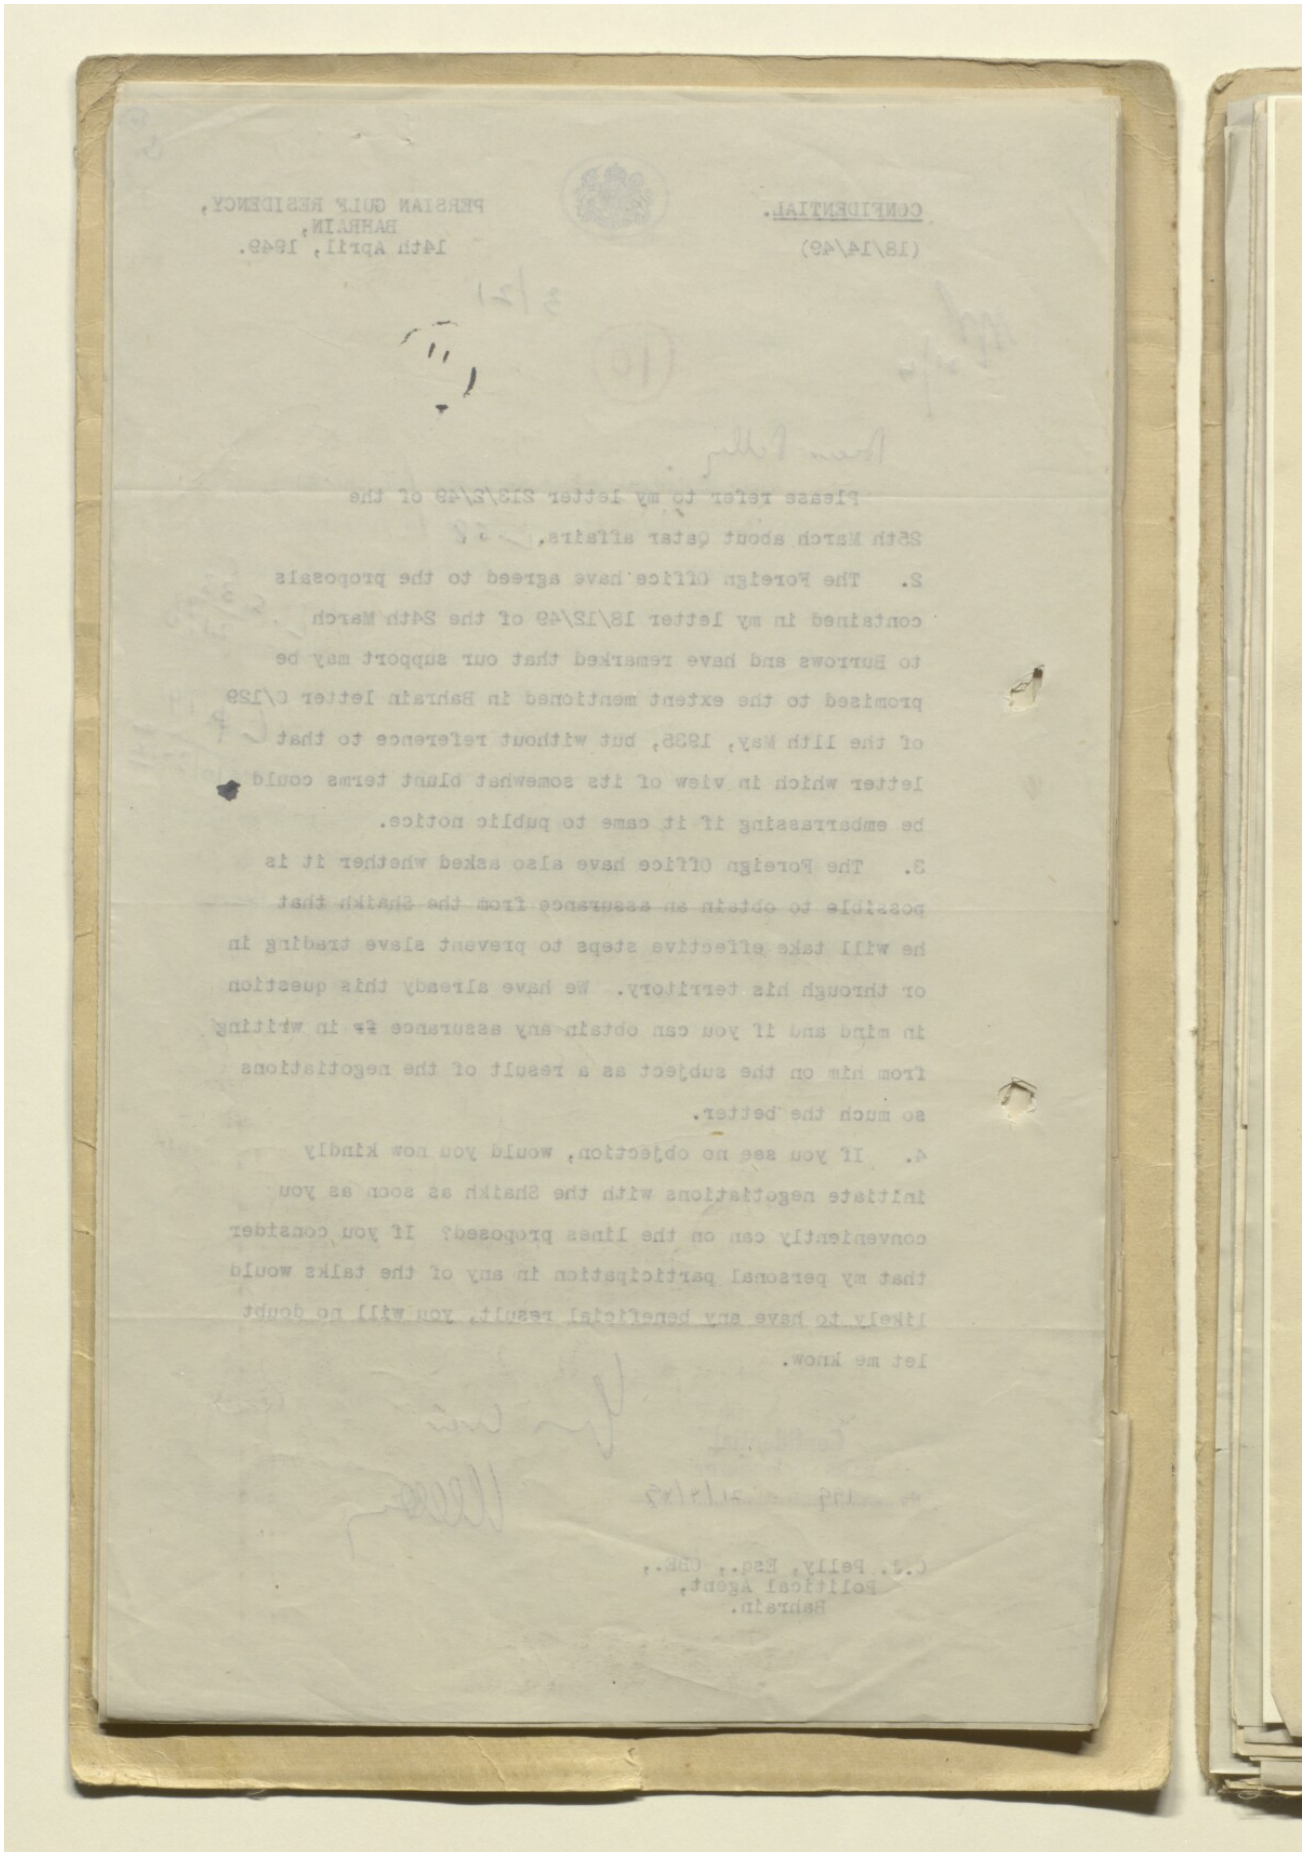 CONFIDENTIAL.
(18/14/49)
PERSIAN GULF RESIDENCY,
BAHRAIN,
14th April, 1949.
3/21
10
Dear Pelly
Please refer to my letter 213/2/49 of the
25th March about Qatar affairs.
2. The Foreign Office have agreed to the proposals
contained in my letter 18/12/49 of the 24th March
to Burrows and have remarked that our support may be
promised to the extent mentioned in Bahrain letter C/129
of the 11th May, 1935, but without reference to that
letter which in view of its somewhat blunt terms could
be embarrassing if it came to public notice.
3. The Foreign Office have also asked whether it is
possible to obtain an assurance from the Shaikh that
he will take effective steps to prevent slave trading in
or through his territory. We have already this question
in mind and if you can obtain any assurance in writing
from him on the subject as a result of the negotiations
so much the better.
4. If you see no objection, would you now kindly
initiate negotiations with the Shaikh as soon as you
conveniently can on the lines proposed? If you consider
that my personal participation in any of the talks would
likely to have any beneficial result, you will no doubt
let me know.
Confidential
199 21/4/49
C.J. Pelly, Esq., OBE.,
Political Agent,
Bahrain.